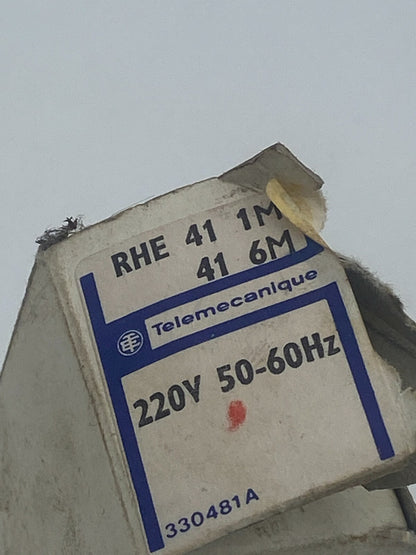 RHE 41 1M
41 6M
Telemecanique
220V 50-60Hz
330481A